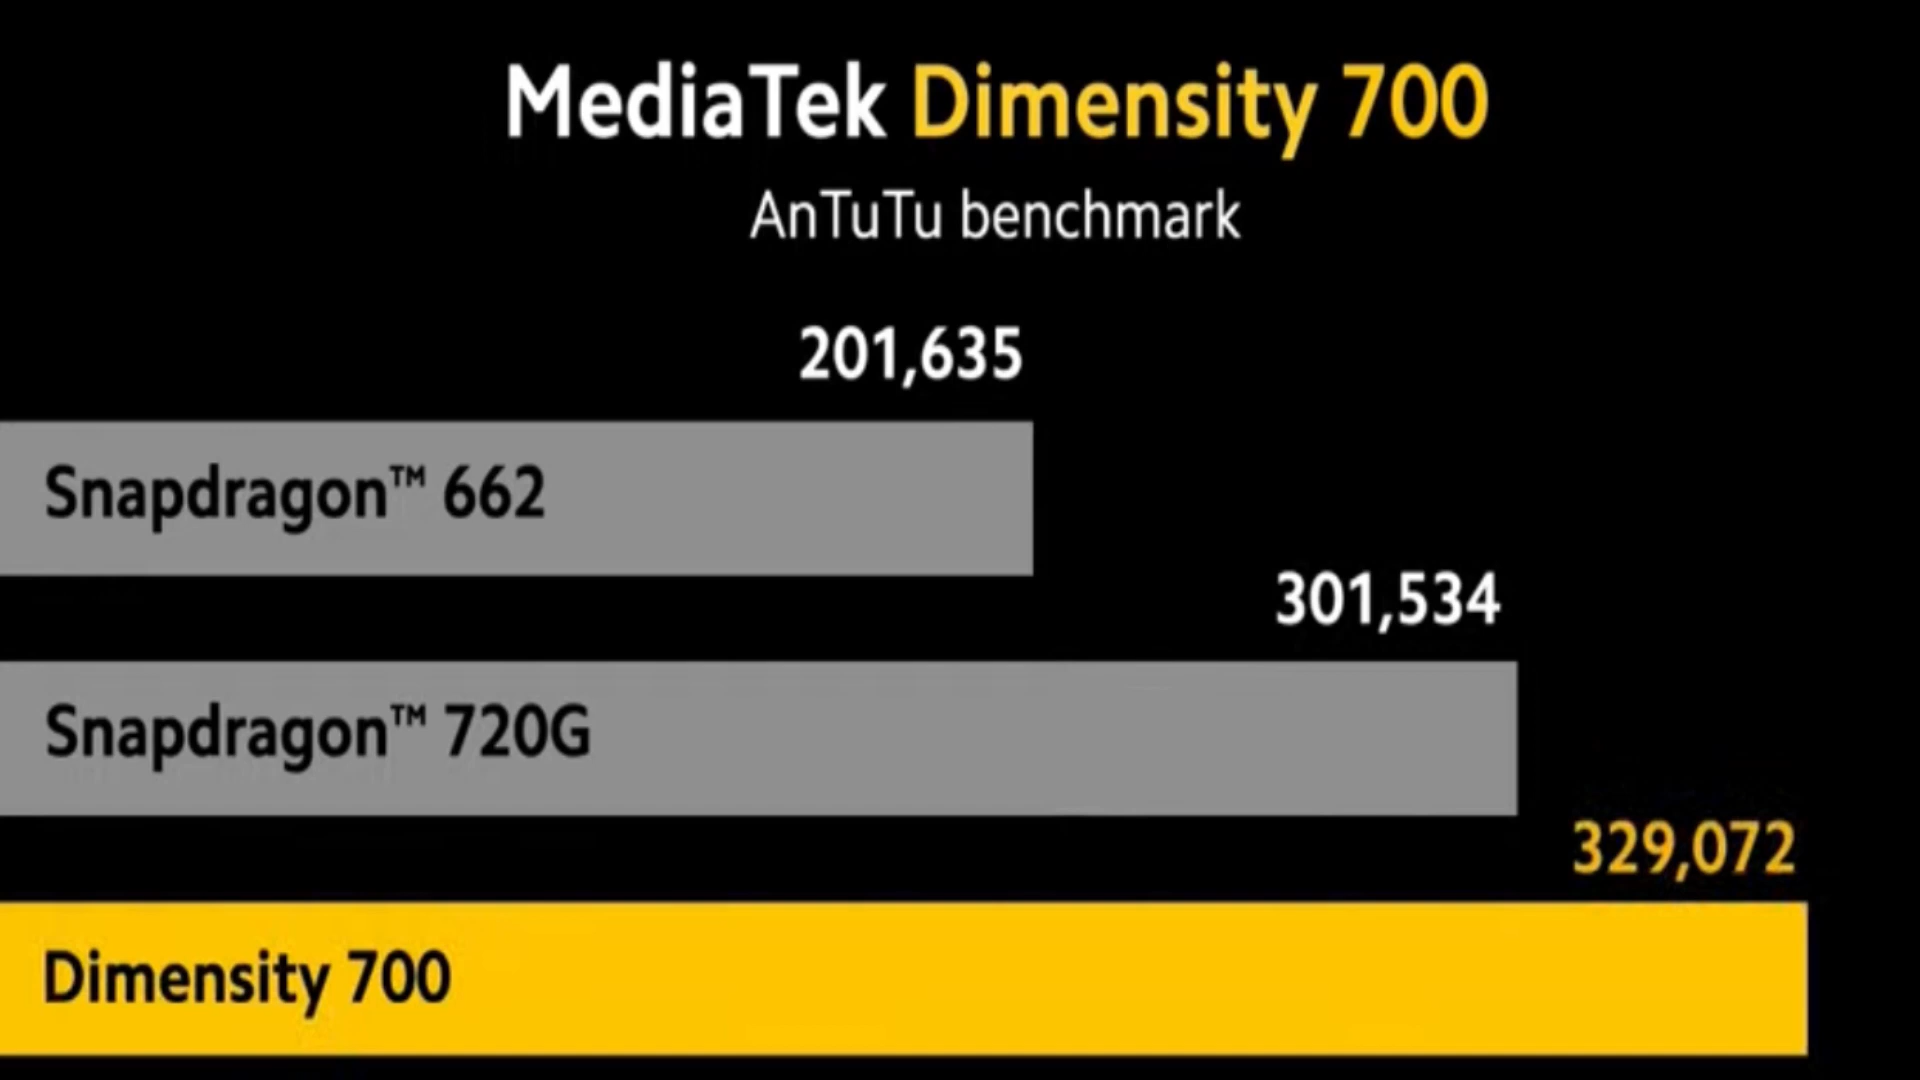 MediaTek Dimensity 700
AnTuTu benchmark
201,635
Snapdragon™ 662
301,534
Snapdragon™ 720G
329,072
Dimensity 700